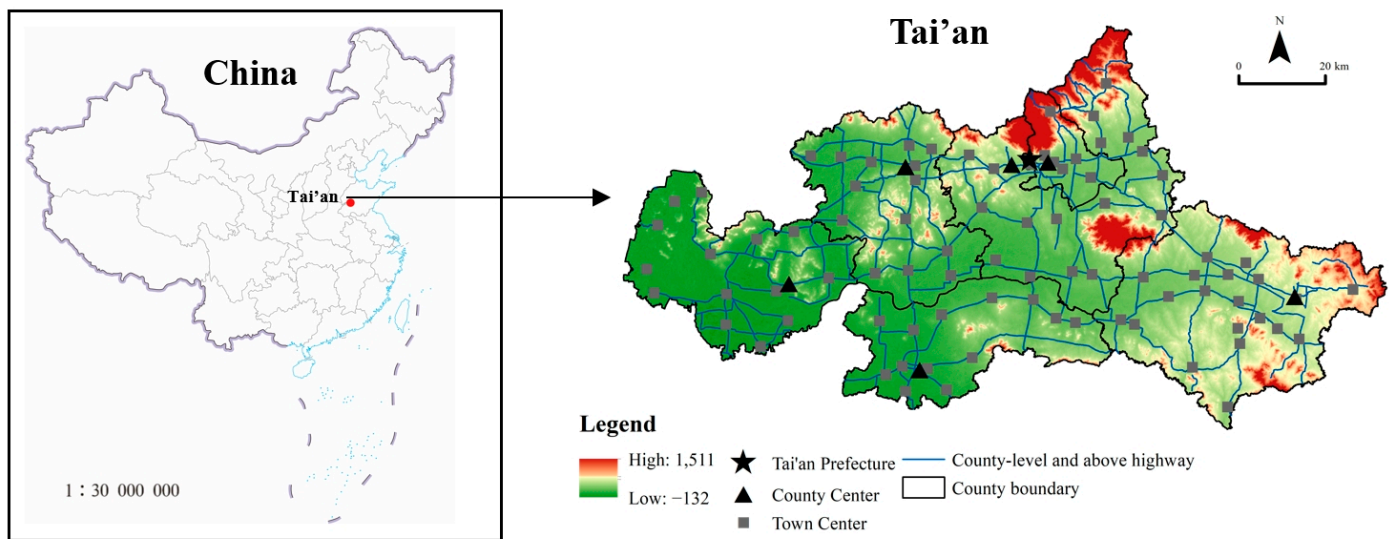 China
Tai’an
1：30 000 000
Tai’an
N
0 20 km
Legend
High: 1,511
Low: −132
Tai'an Prefecture
County Center
Town Center
County-level and above highway
County boundary